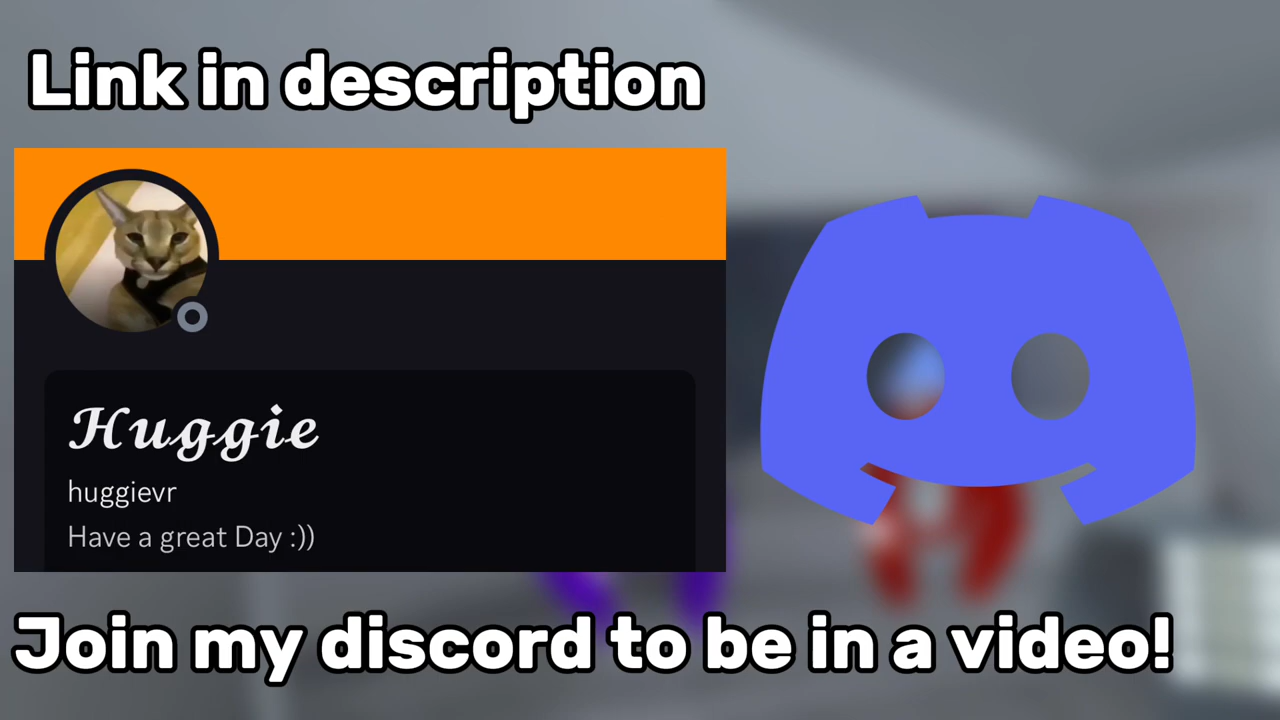 Link in description
𝓗𝓾𝓰𝓰𝓲𝓮
huggievr
Have a great Day :))
Join my discord to be in a video!